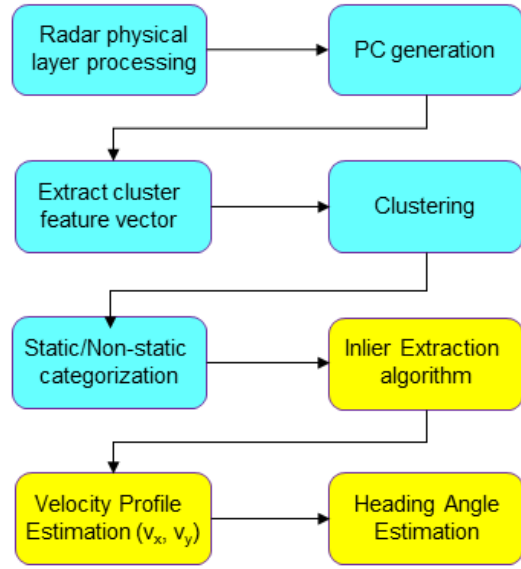 Radar physical
layer processing
PC generation
Extract cluster
feature vector
Clustering
Static/Non-static
categorization
Inlier Extraction
algorithm
Velocity Profile
Estimation (vx, vy)
Heading Angle
Estimation